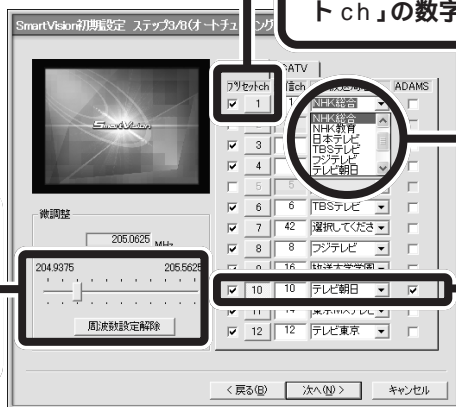 ト ch」の数字
SmartVision初期設定 ステップ3/8(オートチューニング
CATV
プリセットch ADAMS
1 1 NHK総合
NHK総合
NHK教育
日本テレビ
TBSテレビ
フジテレビ
テレビ朝日
3
4
5 5
6 6 TBSテレビ
7 42 選択してくださ
8 8 フジテレビ
16 放送大学学園
10 10 テレビ朝日
11 14 東京MXテレビ
12 12 テレビ東京
SmartVision
微調整
205.0625 MHz
204.9375 205.5625
周波数設定解除
< 戻る(B) 次へ(N) > キャンセル